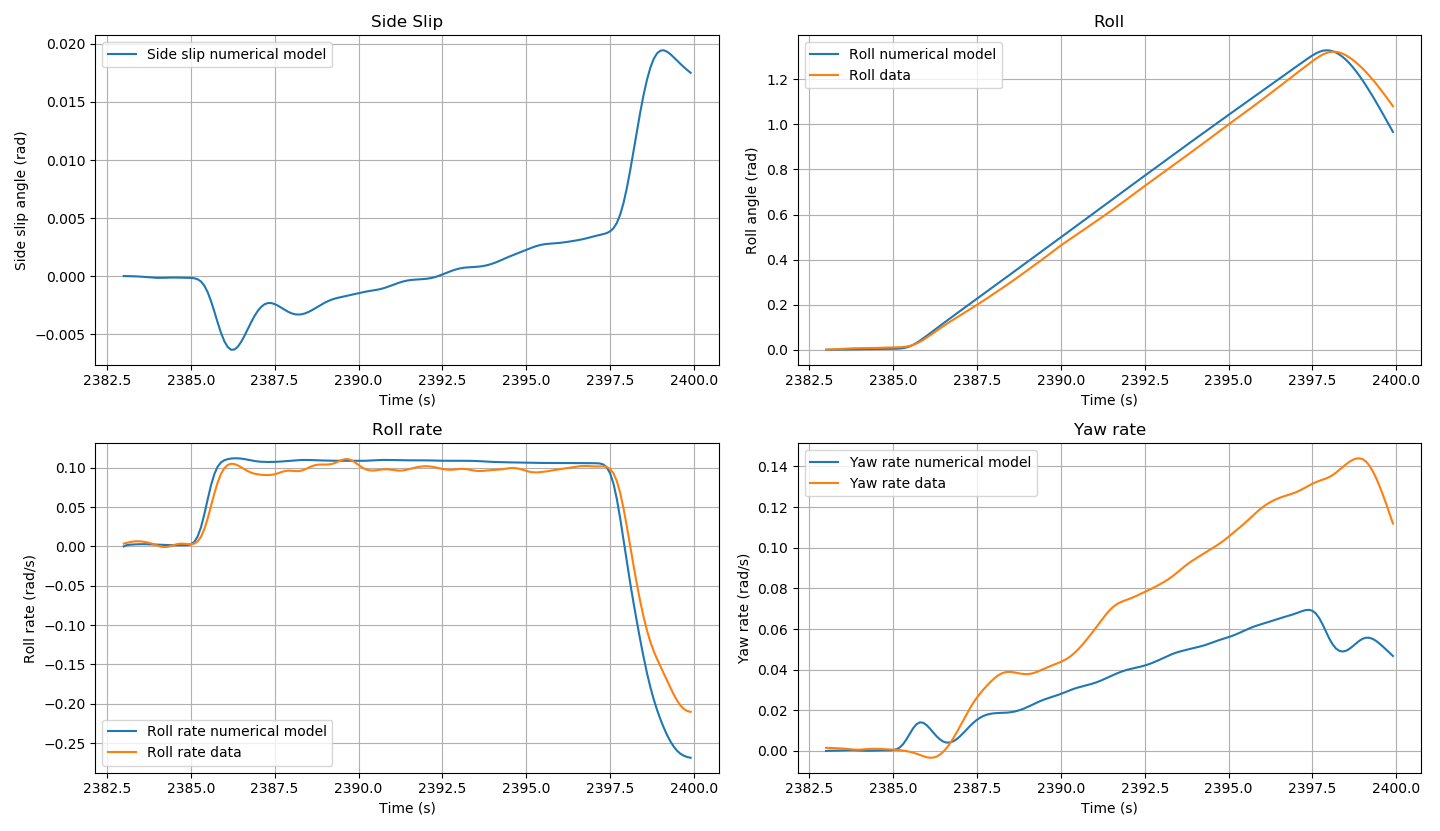 Side Slip
Side slip numerical model
Side slip angle (rad)
0.020
0.015
0.010
0.005
0.000
−0.005
2382.5 2385.0 2387.5 2390.0 2392.5 2395.0 2397.5 2400.0
Time (s)
Roll
Roll numerical model
Roll data
Roll angle (rad)
1.2
1.0
0.8
0.6
0.4
0.2
0.0
2382.5 2385.0 2387.5 2390.0 2392.5 2395.0 2397.5 2400.0
Time (s)
Roll rate
Roll rate (rad/s)
0.10
0.05
0.00
−0.05
−0.10
−0.15
−0.20
−0.25
Roll rate numerical model
Roll rate data
2382.5 2385.0 2387.5 2390.0 2392.5 2395.0 2397.5 2400.0
Time (s)
Yaw rate
Yaw rate numerical model
Yaw rate data
Yaw rate (rad/s)
0.14
0.12
0.10
0.08
0.06
0.04
0.02
0.00
2382.5 2385.0 2387.5 2390.0 2392.5 2395.0 2397.5 2400.0
Time (s)